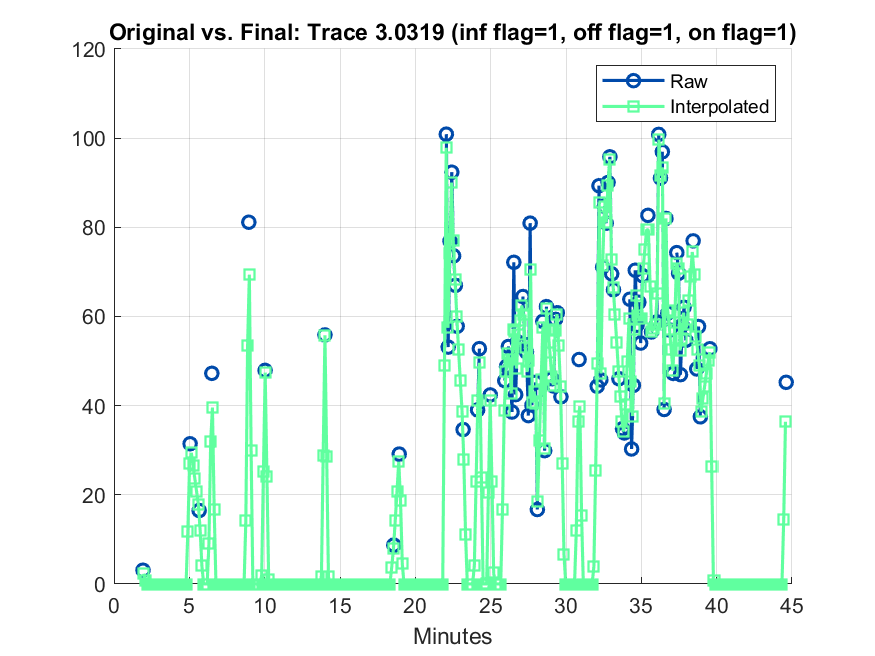 Original vs. Final: Trace 3.0319 (inf flag=1, off flag=1, on flag=1)
120
100
80
60
40
20
0
Raw
Interpolated
0 5 10 15 20 25 30 35 40 45
Minutes